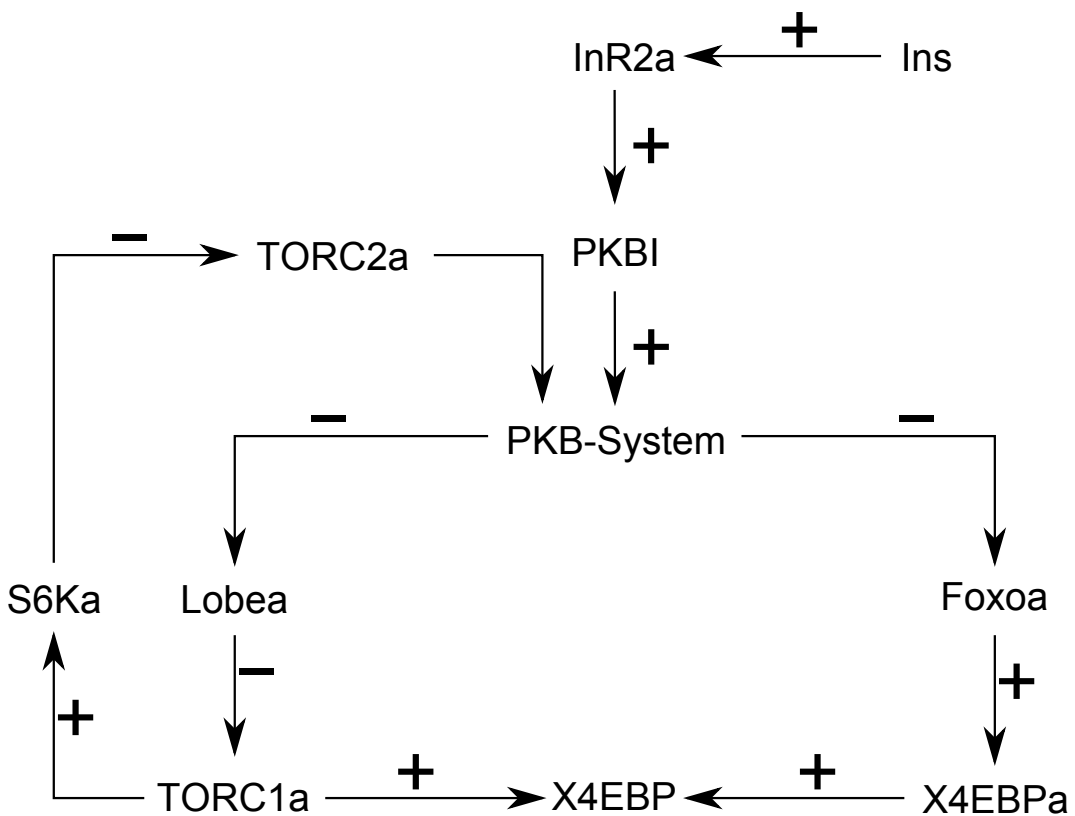 InR2a + Ins
+
− TORC2a PKBI
+
− PKB-System −
S6Ka Lobea Foxoa
+ − +
TORC1a + X4EBP + X4EBPa